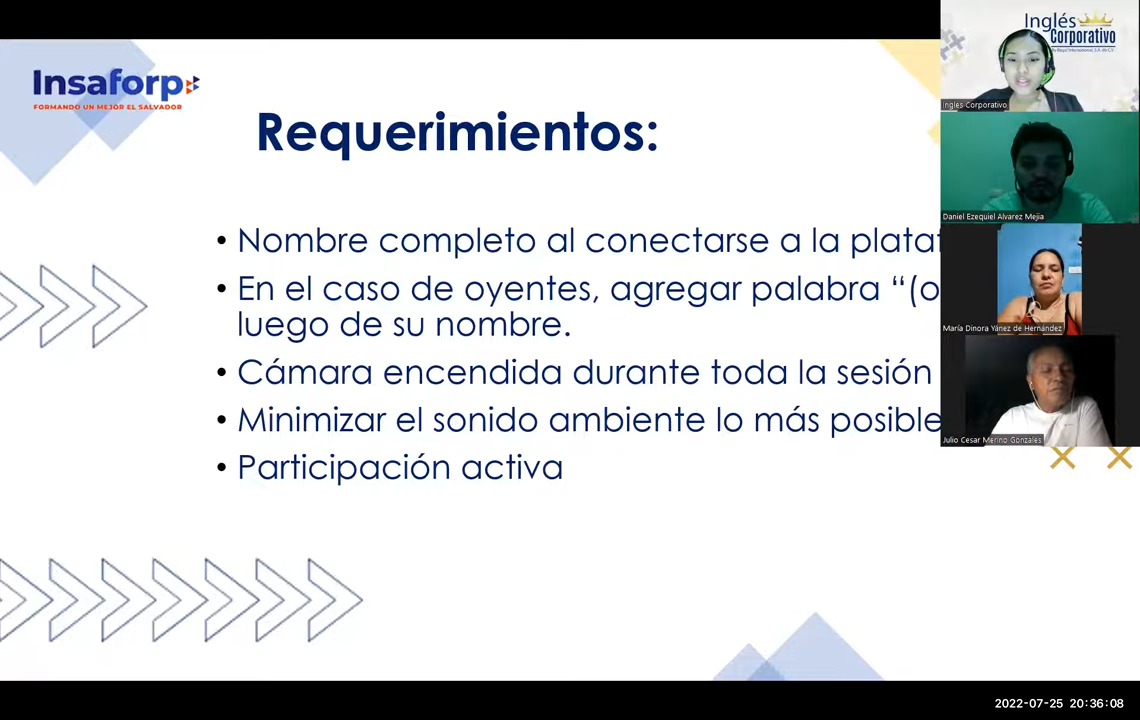 Insaforp
FORMANDO UN MEJOR EL SALVADOR
Requerimientos:
• Nombre completo al conectarse a la
• En el caso de oyentes, agregar palabra
luego de su nombre.
• Cámara encendida durante toda la sesión
• Minimizar el sonido ambiente lo más posible
• Participación activa
Inglés
Corporativo
Inglés Corporativo
Daniel Ezequiel Alvarez Mejia
María Dinora Yánez de Hernández
Julio Cesar Merino Gonzales
2022-07-25 20:36:08